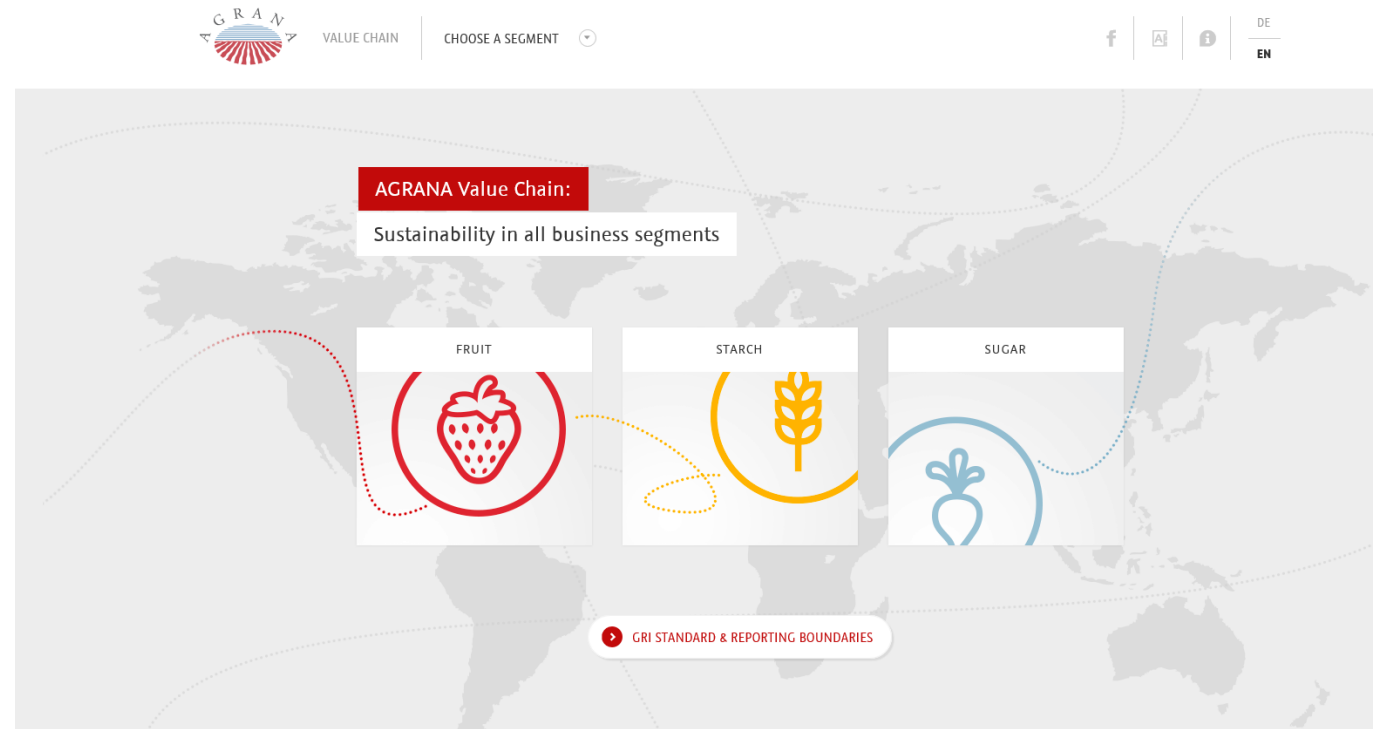 AGRANA
VALUE CHAIN
CHOOSE A SEGMENT
f
A
i
DE
EN
AGRANA Value Chain:
Sustainability in all business segments
FRUIT
STARCH
SUGAR
GRI STANDARD & REPORTING BOUNDARIES